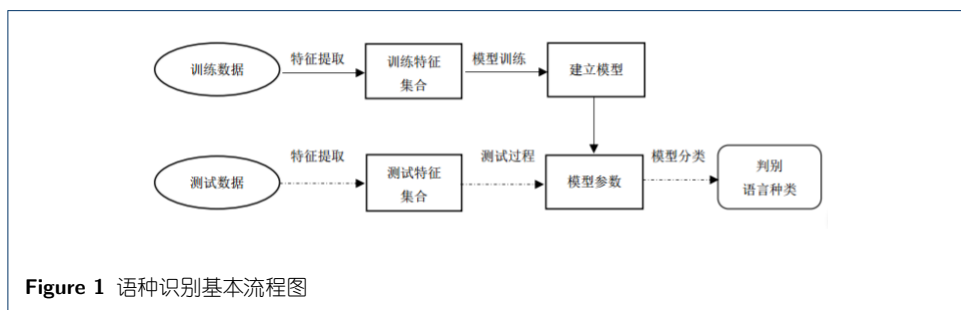 特征提取
模型训练
训练数据
训练特征
集合
建立模型
特征提取
测试过程
模型分类
测试数据
测试特征
集合
模型参数
判别
语言种类
Figure 1 语种识别基本流程图